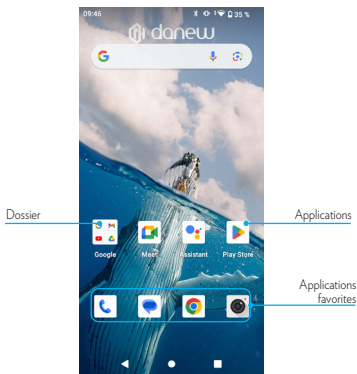 09:46
35 %
danew
Dossier
Applications
Google
Meet
Assistant
Play Store
Applications
favorites